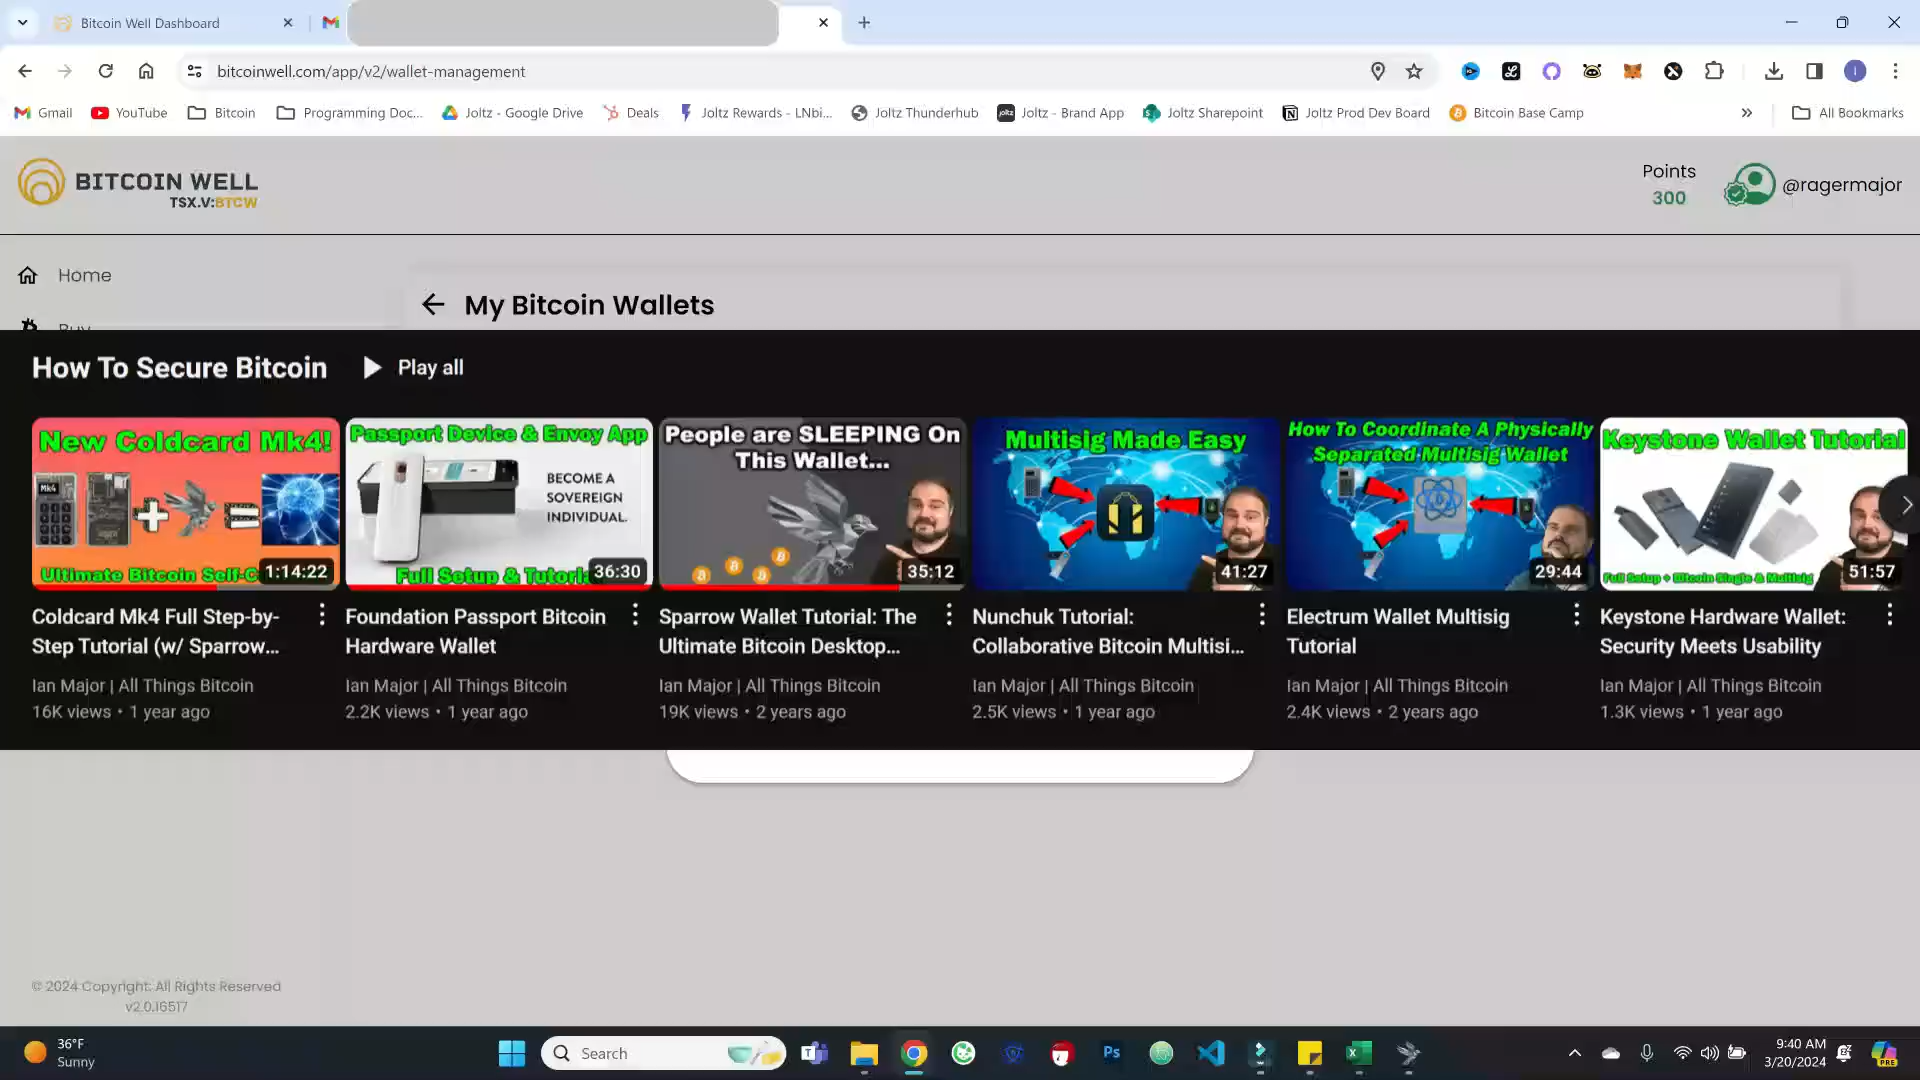 Bitcoin Well Dashboard
bitcoinwell.com/app/v2/wallet-management
Gmail
YouTube
Bitcoin
Programming Doc...
Joltz - Google Drive
Deals
Joltz Rewards - LNbi...
Joltz Thunderhub
Joltz - Brand App
Joltz Sharepoint
Joltz Prod Dev Board
Bitcoin Base Camp
»
All Bookmarks
BITCOIN WELL
TSX.V:BTCW
Points
300
@ragermajor
Home
Buy
My Bitcoin Wallets
How To Secure Bitcoin
Play all
New Coldcard Mk4!
Mk4
Ultimate Bitcoin Self-C
1:14:22
Passport Device & Envoy App
BECOME A
SOVEREIGN
INDIVIDUAL.
Full Setup & Tutori
36:30
People are SLEEPING On
This Wallet...
35:12
Multisig Made Easy
41:27
How To Coordinate A Physically
Separated Multisig Wallet
29:44
Keystone Wallet Tutorial
Full Setup + Bitcoin Single & Multisig
51:57
Coldcard Mk4 Full Step-by-
Step Tutorial (w/ Sparrow...
Ian Major | All Things Bitcoin
16K views • 1 year ago
Foundation Passport Bitcoin
Hardware Wallet
Ian Major | All Things Bitcoin
2.2K views • 1 year ago
Sparrow Wallet Tutorial: The
Ultimate Bitcoin Desktop...
Ian Major | All Things Bitcoin
19K views • 2 years ago
Nunchuk Tutorial:
Collaborative Bitcoin Multisi...
Ian Major | All Things Bitcoin
2.5K views • 1 year ago
Electrum Wallet Multisig
Tutorial
Ian Major | All Things Bitcoin
2.4K views • 2 years ago
Keystone Hardware Wallet:
Security Meets Usability
Ian Major | All Things Bitcoin
1.3K views • 1 year ago
© 2024 Copyright: All Rights Reserved
v2.0.16517
36°F
Sunny
Search
Ps
9:40 AM
3/20/2024
PRE